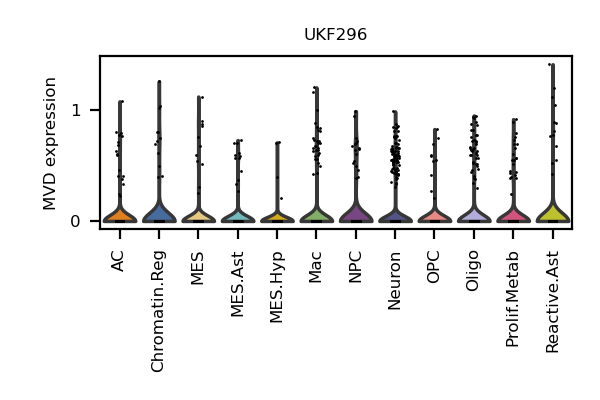 UKF296
MVD expression
1
0
AC
Chromatin.Reg
MES
MES.Ast
MES.Hyp
Mac
NPC
Neuron
OPC
Oligo
Prolif.Metab
Reactive.Ast